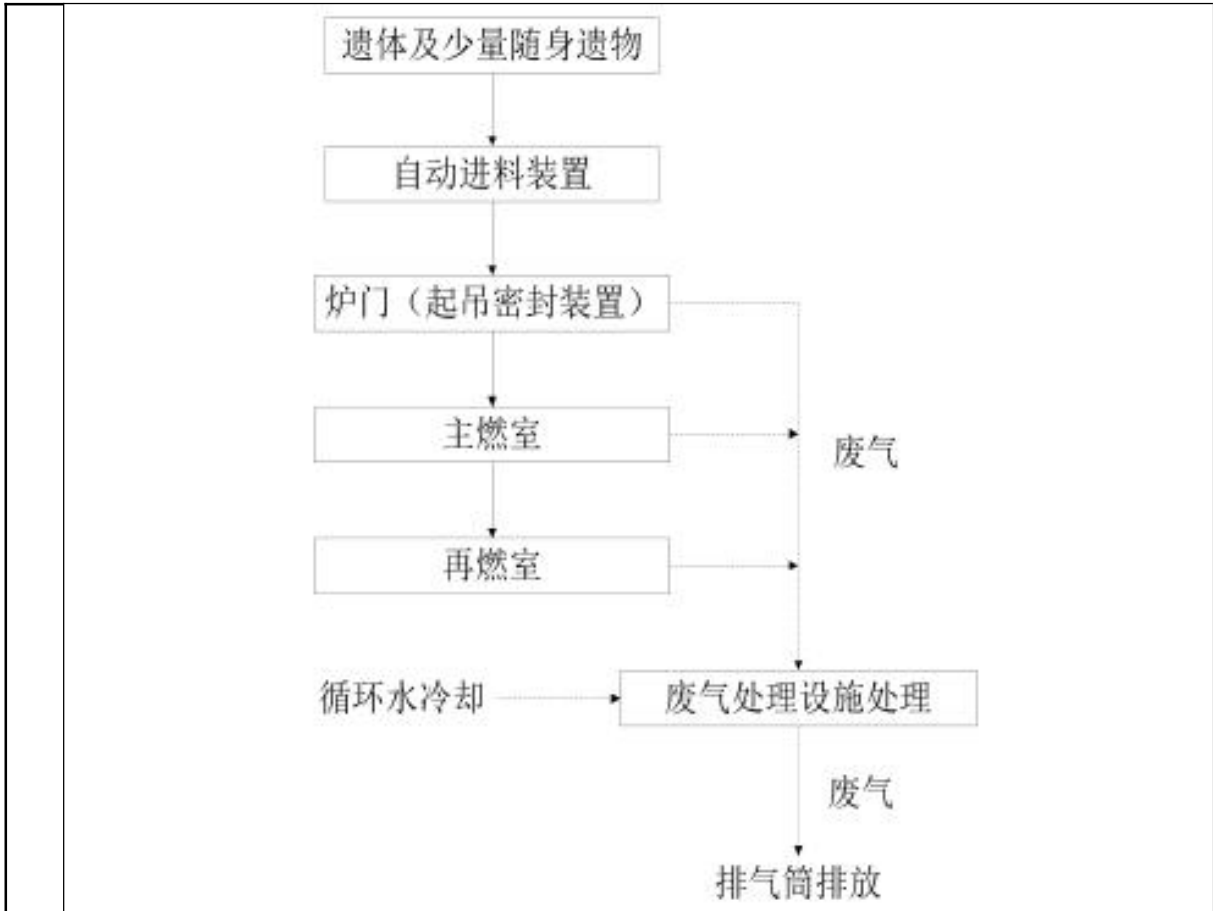 遗体及少量随身遗物
自动进料装置
炉门（起吊密封装置）
主燃室
废气
再燃室
循环水冷却
废气处理设施处理
废气
排气筒排放